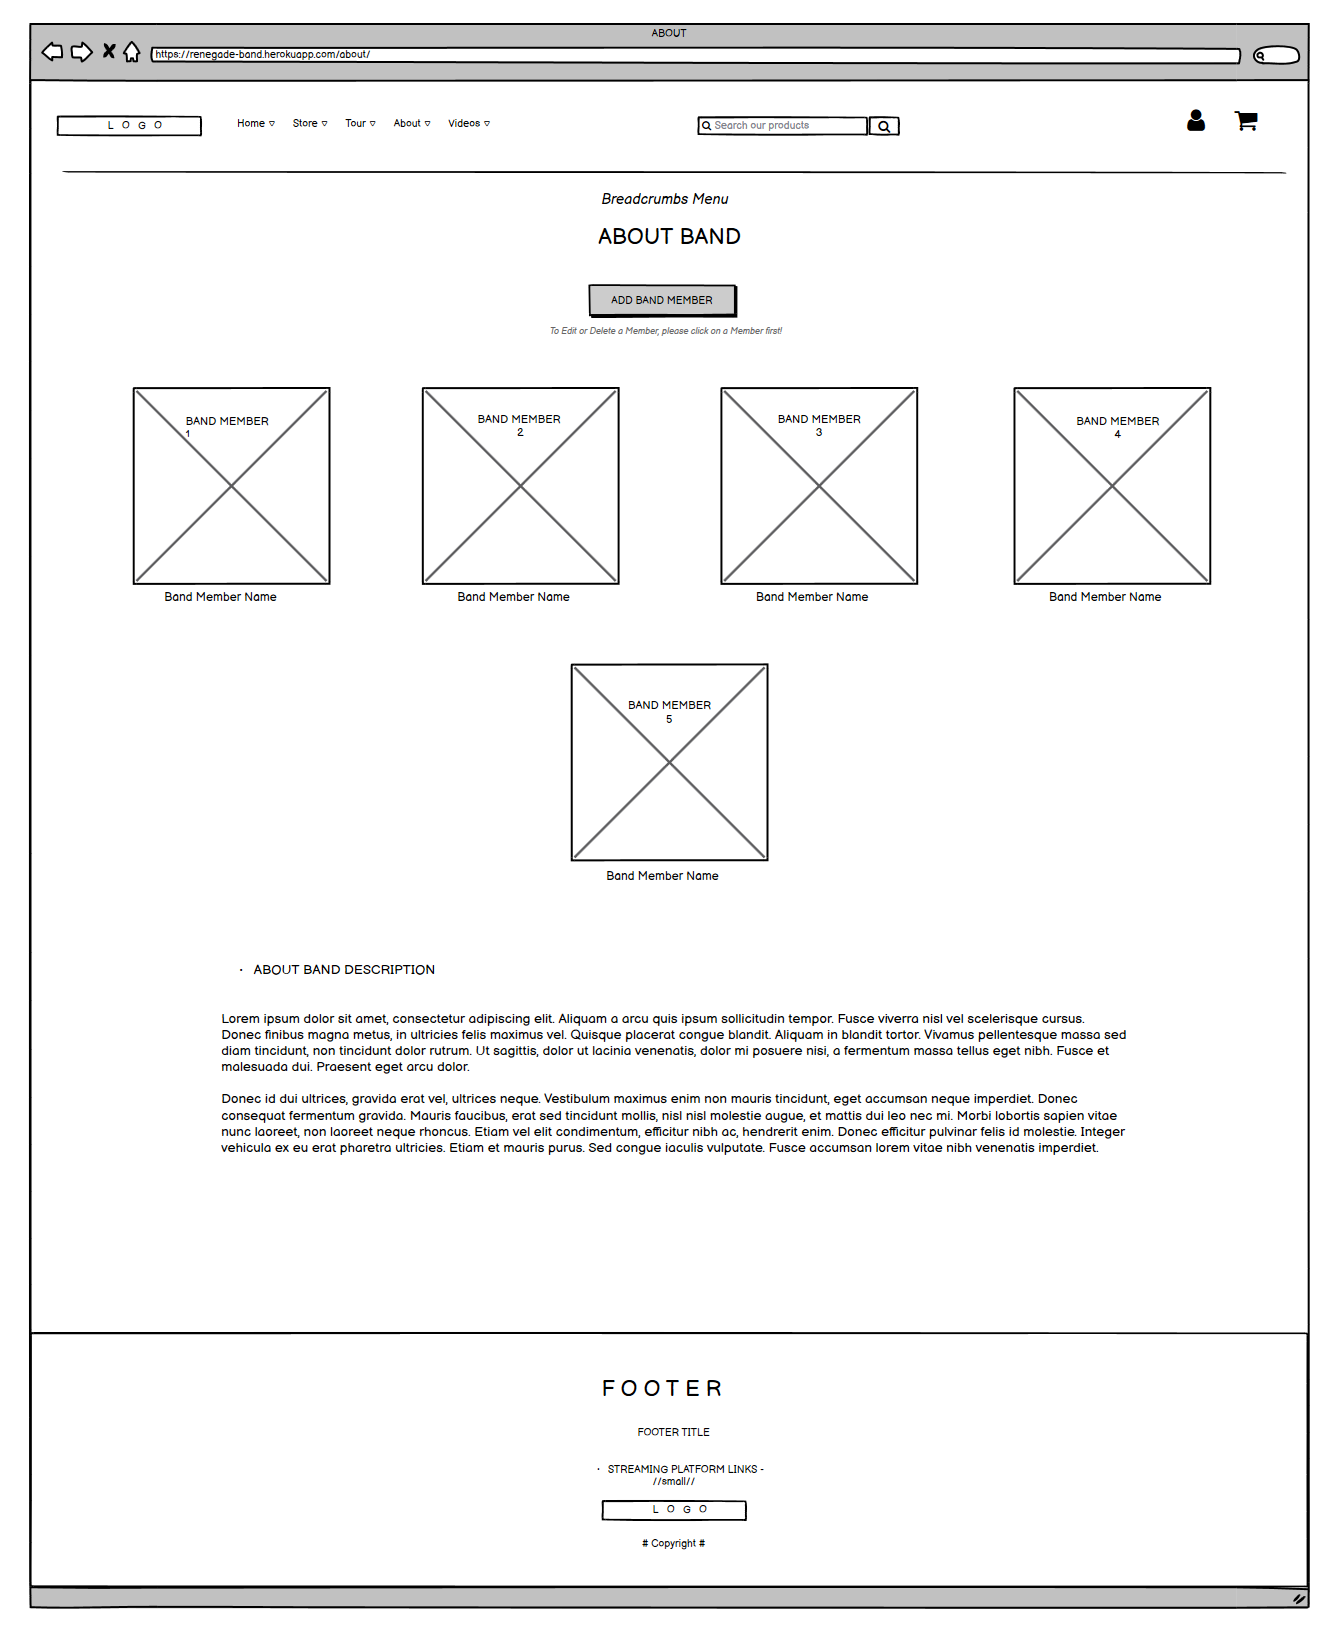 ABOUT
https://renegade-band.herokuapp.com/about/
L O G O
Home ▿ Store ▿ Tour ▿ About ▿ Videos ▿
Search our products
Breadcrumbs Menu
ABOUT BAND
ADD BAND MEMBER
To Edit or Delete a Member, please click on a Member first!
BAND MEMBER
1
BAND MEMBER
2
BAND MEMBER
3
BAND MEMBER
4
Band Member Name
Band Member Name
Band Member Name
Band Member Name
BAND MEMBER
5
Band Member Name
· ABOUT BAND DESCRIPTION
Lorem ipsum dolor sit amet, consectetur adipiscing elit. Aliquam a arcu quis ipsum sollicitudin tempor. Fusce viverra nisl vel scelerisque cursus.
Donec finibus magna metus, in ultricies felis maximus vel. Quisque placerat congue blandit. Aliquam in blandit tortor. Vivamus pellentesque massa sed
diam tincidunt, non tincidunt dolor rutrum. Ut sagittis, dolor ut lacinia venenatis, dolor mi posuere nisi, a fermentum massa tellus eget nibh. Fusce et
malesuada dui. Praesent eget arcu dolor.
Donec id dui ultrices, gravida erat vel, ultrices neque. Vestibulum maximus enim non mauris tincidunt, eget accumsan neque imperdiet. Donec
consequat fermentum gravida. Mauris faucibus, erat sed tincidunt mollis, nisl nisl molestie augue, et mattis dui leo nec mi. Morbi lobortis sapien vitae
nunc laoreet, non laoreet neque rhoncus. Etiam vel elit condimentum, efficitur nibh ac, hendrerit enim. Donec efficitur pulvinar felis id molestie. Integer
vehicula ex eu erat pharetra ultricies. Etiam et mauris purus. Sed congue iaculis vulputate. Fusce accumsan lorem vitae nibh venenatis imperdiet.
F O O T E R
FOOTER TITLE
· STREAMING PLATFORM LINKS -
//small//
L O G O
# Copyright #